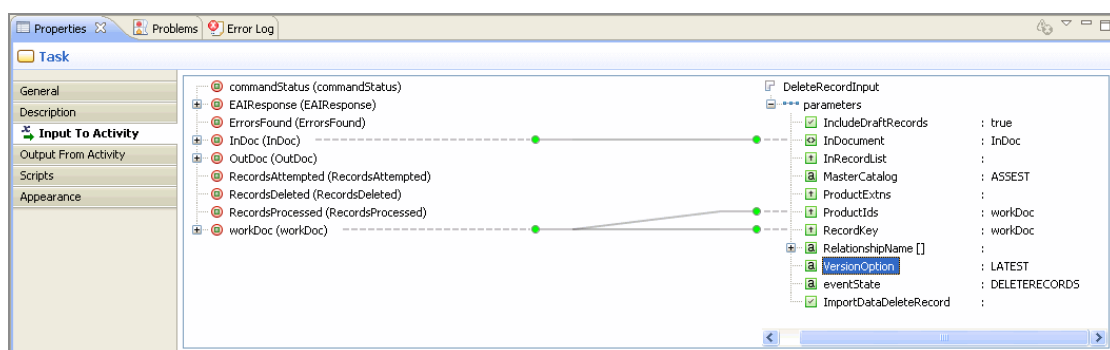 Properties Problems Error Log
Task
General
Description
Input To Activity
Output From Activity
Scripts
Appearance
commandStatus (commandStatus)
EAIResponse (EAIResponse)
ErrorsFound (ErrorsFound)
InDoc (InDoc)
OutDoc (OutDoc)
RecordsAttempted (RecordsAttempted)
RecordsDeleted (RecordsDeleted)
RecordsProcessed (RecordsProcessed)
workDoc (workDoc)
DeleteRecordInput
parameters
IncludeDraftRecords : true
InDocument : InDoc
InRecordList :
MasterCatalog : ASSEST
ProductExtns :
ProductIds : workDoc
RecordKey : workDoc
RelationshipName [] :
VersionOption : LATEST
eventState : DELETERECORDS
ImportDataDeleteRecord :